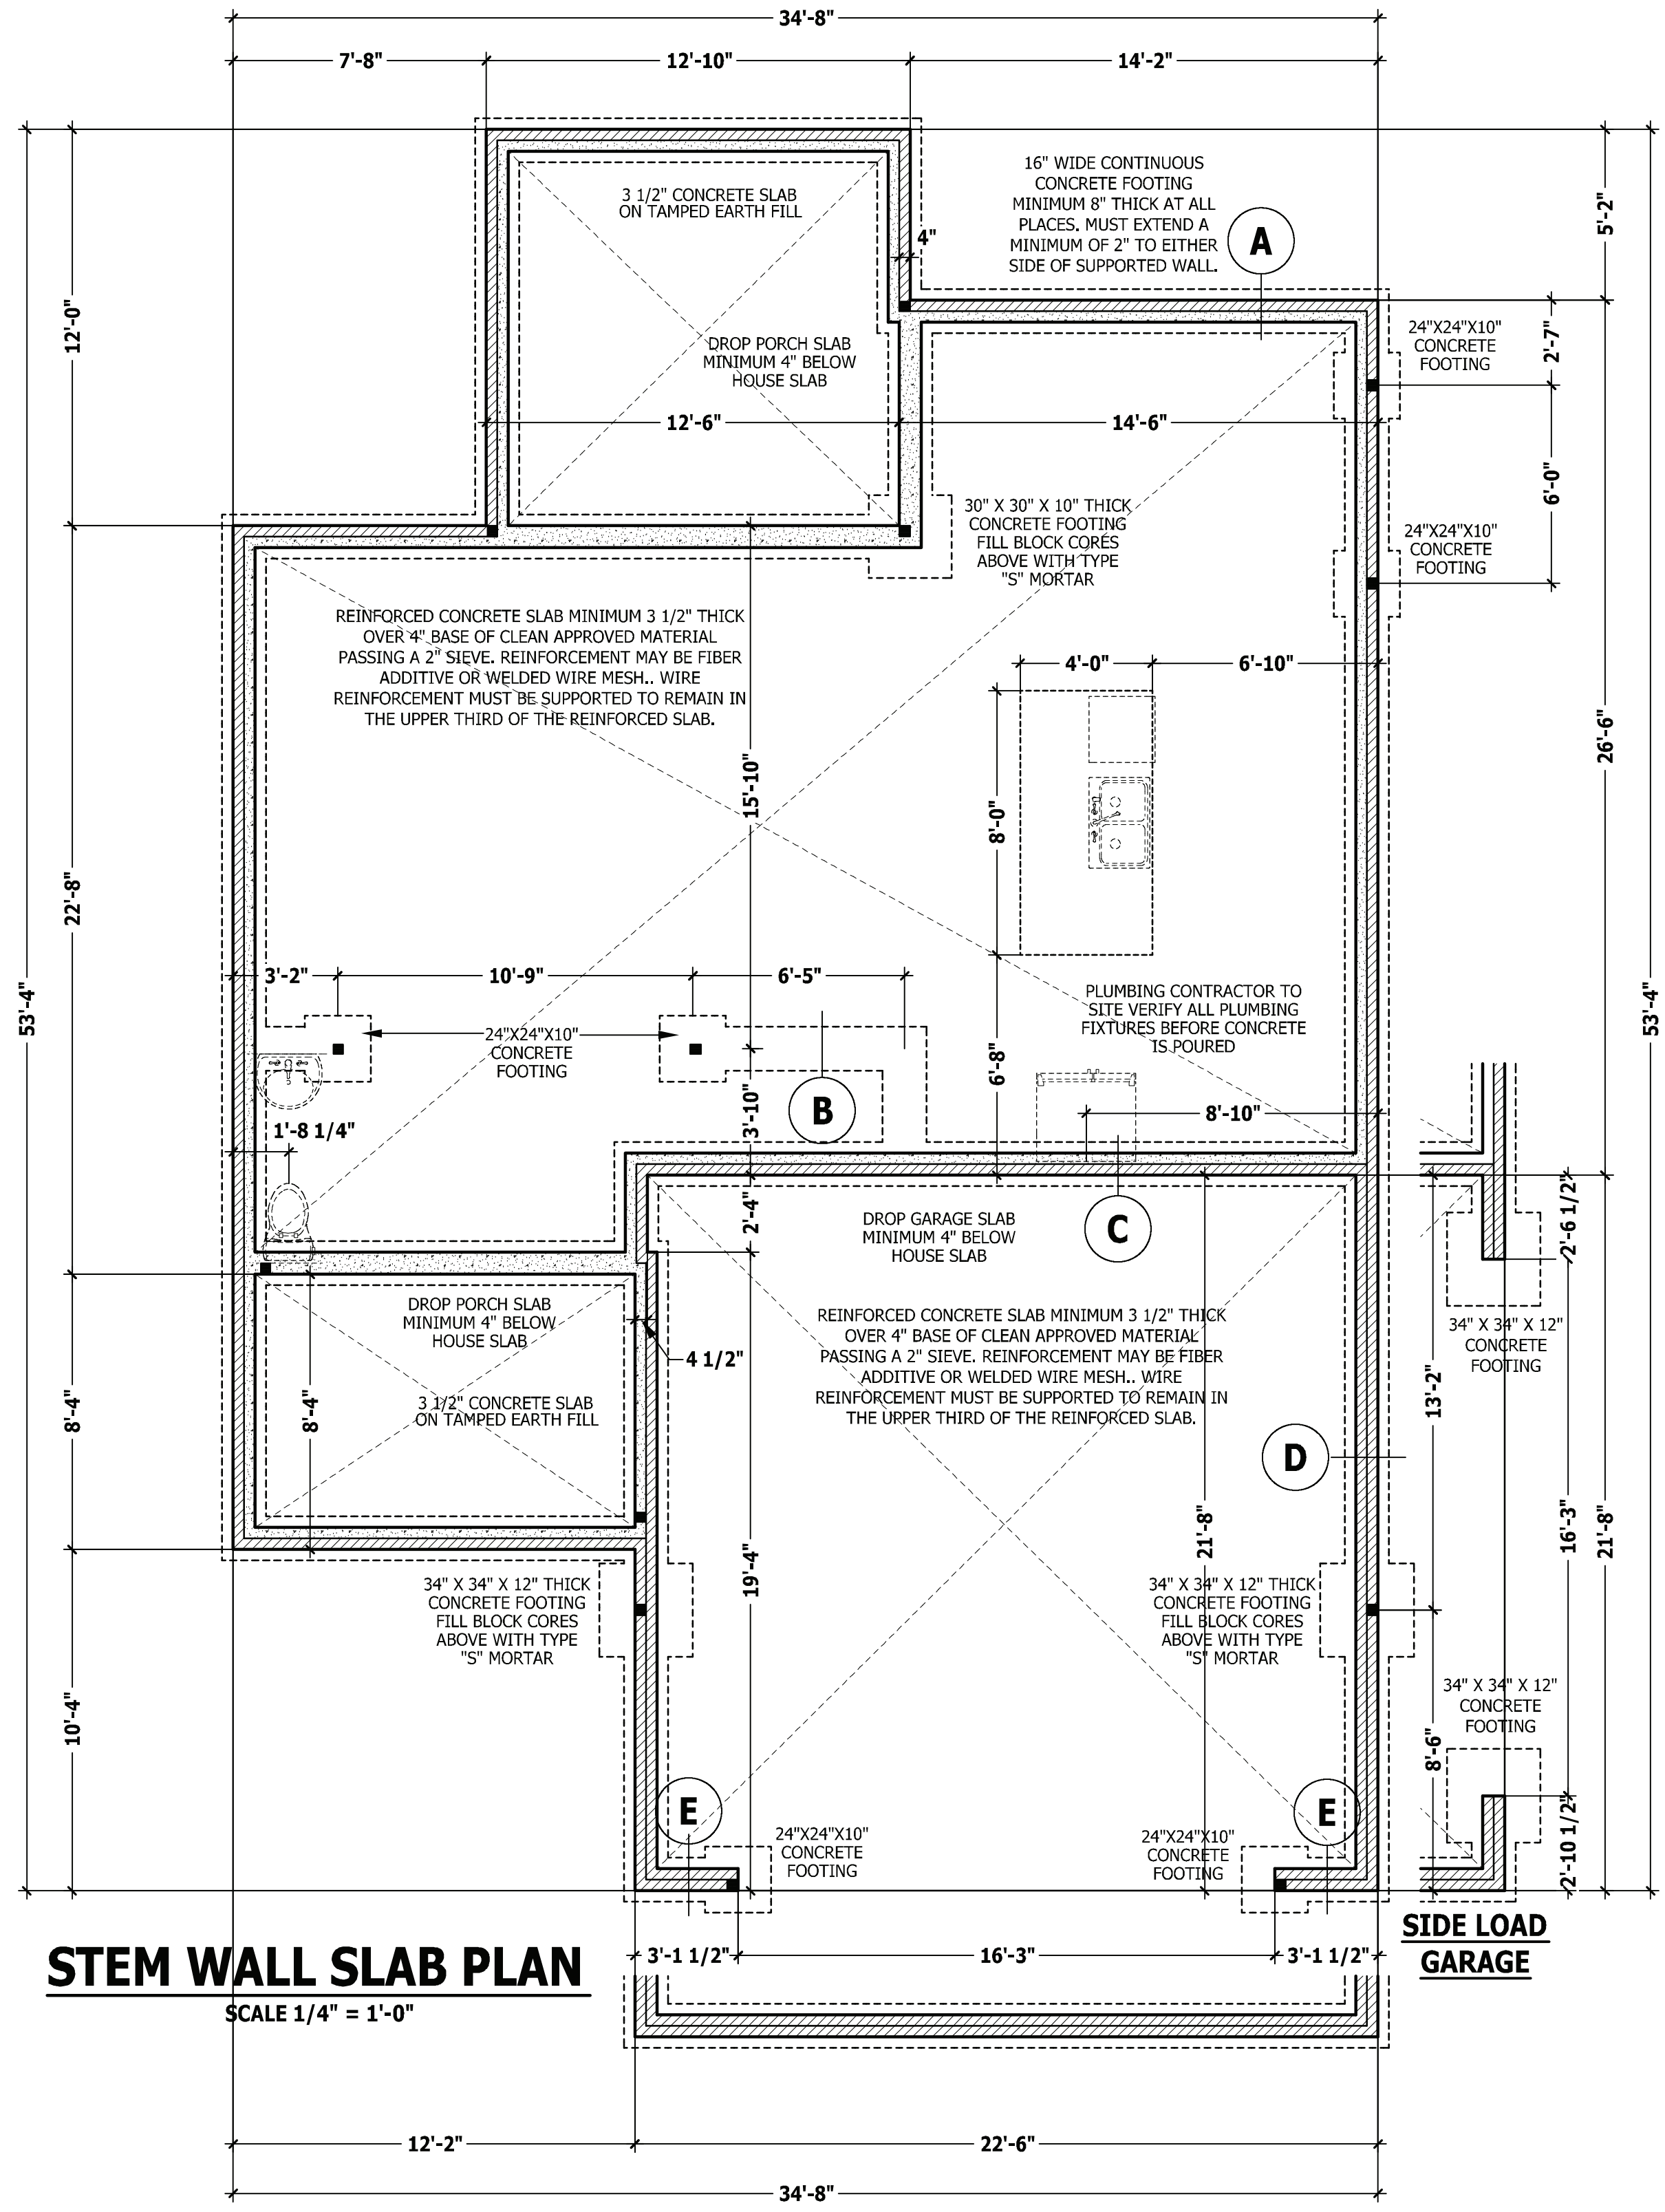 34'-8"
7'-8"
12'-10"
14'-2"
16" WIDE CONTINUOUS
CONCRETE FOOTING
MINIMUM 8" THICK AT ALL
PLACES. MUST EXTEND A
MINIMUM OF 2" TO EITHER
SIDE OF SUPPORTED WALL.
A
3 1/2" CONCRETE SLAB
ON TAMPED EARTH FILL
4"
5'-2"
12'-0"
DROP PORCH SLAB
MINIMUM 4" BELOW
HOUSE SLAB
24"X24"X10"
CONCRETE
FOOTING
2'-7"
12'-6"
14'-6"
6'-0"
30" X 30" X 10" THICK
CONCRETE FOOTING
FILL BLOCK CORES
ABOVE WITH TYPE
"S" MORTAR
24"X24"X10"
CONCRETE
FOOTING
REINFORCED CONCRETE SLAB MINIMUM 3 1/2" THICK
OVER 4" BASE OF CLEAN APPROVED MATERIAL
PASSING A 2" SIEVE. REINFORCEMENT MAY BE FIBER
ADDITIVE OR WELDED WIRE MESH.. WIRE
REINFORCEMENT MUST BE SUPPORTED TO REMAIN IN
THE UPPER THIRD OF THE REINFORCED SLAB.
4'-0"
6'-10"
26'-6"
15'-10"
8'-0"
22'-8"
53'-4"
53'-4"
3'-2"
10'-9"
6'-5"
24"X24"X10"
CONCRETE
FOOTING
PLUMBING CONTRACTOR TO
SITE VERIFY ALL PLUMBING
FIXTURES BEFORE CONCRETE
IS POURED
6'-8"
3'-10"
B
8'-10"
1'-8 1/4"
2'-4"
C
DROP GARAGE SLAB
MINIMUM 4" BELOW
HOUSE SLAB
2'-6 1/2"
DROP PORCH SLAB
MINIMUM 4" BELOW
HOUSE SLAB
4 1/2"
REINFORCED CONCRETE SLAB MINIMUM 3 1/2" THICK
OVER 4" BASE OF CLEAN APPROVED MATERIAL
PASSING A 2" SIEVE. REINFORCEMENT MAY BE FIBER
ADDITIVE OR WELDED WIRE MESH.. WIRE
REINFORCEMENT MUST BE SUPPORTED TO REMAIN IN
THE UPPER THIRD OF THE REINFORCED SLAB.
34" X 34" X 12"
CONCRETE
FOOTING
8'-4"
8'-4"
3 1/2" CONCRETE SLAB
ON TAMPED EARTH FILL
13'-2"
D
19'-4"
21'-8"
16'-3"
21'-8"
34" X 34" X 12" THICK
CONCRETE FOOTING
FILL BLOCK CORES
ABOVE WITH TYPE
"S" MORTAR
34" X 34" X 12" THICK
CONCRETE FOOTING
FILL BLOCK CORES
ABOVE WITH TYPE
"S" MORTAR
10'-4"
8'-6"
34" X 34" X 12"
CONCRETE
FOOTING
E
E
24"X24"X10"
CONCRETE
FOOTING
24"X24"X10"
CONCRETE
FOOTING
2'-10 1/2"
SIDE LOAD
GARAGE
3'-1 1/2"
16'-3"
3'-1 1/2"
STEM WALL SLAB PLAN
SCALE 1/4" = 1'-0"
12'-2"
22'-6"
34'-8"